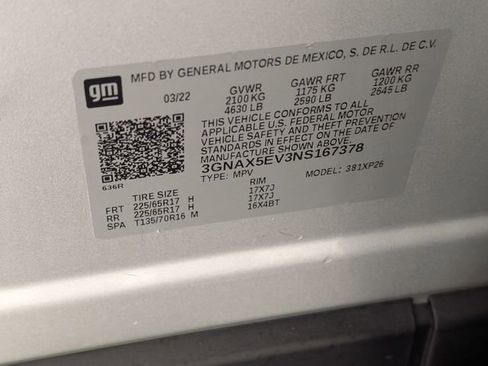 gm MFD BY GENERAL MOTORS DE MEXICO, S. DE R.L. DE C.V.
03/22 GVWR GAWR FRT GAWR RR
2100 KG 1175 KG 1200 KG
4630 LB 2590 LB 2645 LB
THIS VEHICLE CONFORMS TO ALL
APPLICABLE U.S. FEDERAL MOTOR
VEHICLE SAFETY AND THEFT PREVENTION
STANDARDS IN EFFECT ON THE DATE OF
MANUFACTURE SHOWN ABOVE.
3GNAX5EV3NS167378
TYPE: MPV MODEL: 381XP26
636R
TIRE SIZE RIM
FRT 225/65R17 H 17X7J
RR 225/65R17 H 17X7J
SPA T135/70R16 M 16X4BT